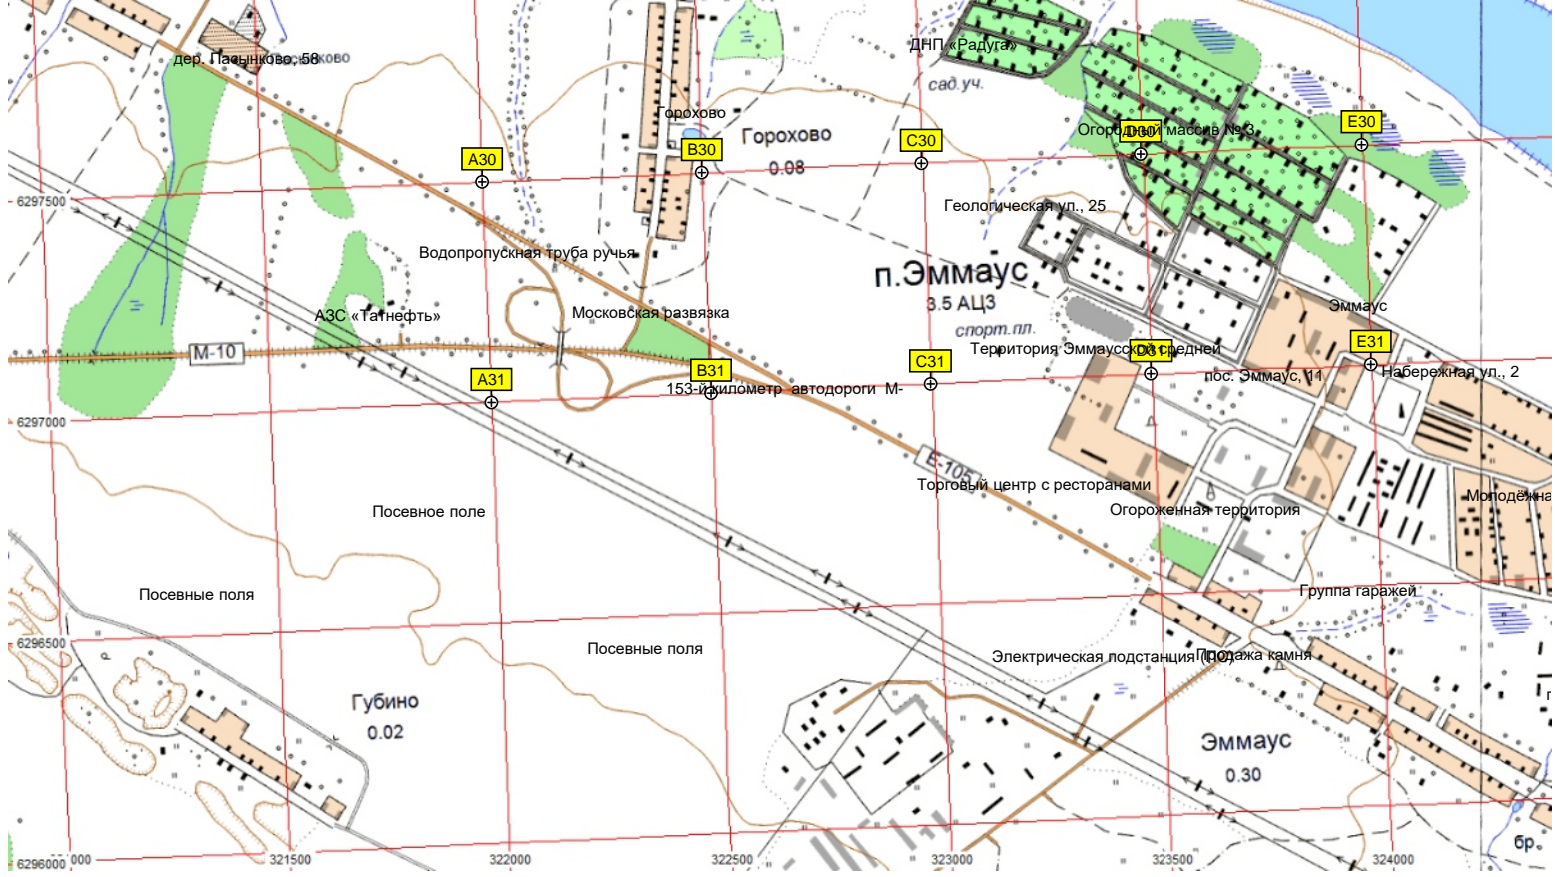 ДНП «Радуга»
дер. Пасынково, 58
сад.уч.
Горохово
E30
Огородный массив № 3
D30
Горохово
C30
B30
0.08
A30
6297500
Геологическая ул., 25
Водопропускная труба ручья
п.Эммаус
3.5 АЦЗ
Эммаус
АЗС «Татнефть»
Московская развязка
спорт.пл.
E31
Территория Эммаусской средней
D31
М-10
C31
B31
A31
пос. Эммаус, 11
Набережная ул., 2
153-й километр автодороги М-
6297000
Е-105
Торговый центр с ресторанами
Посевное поле
Огороженная территория
Посевные поля
Группа гаражей
6296500
Посевные поля
Электрическая подстанция (ПС)
Продажа камня
Губино
0.02
Эммаус
0.30
бр.
6296000
321500
322000
322500
323000
323500
324000